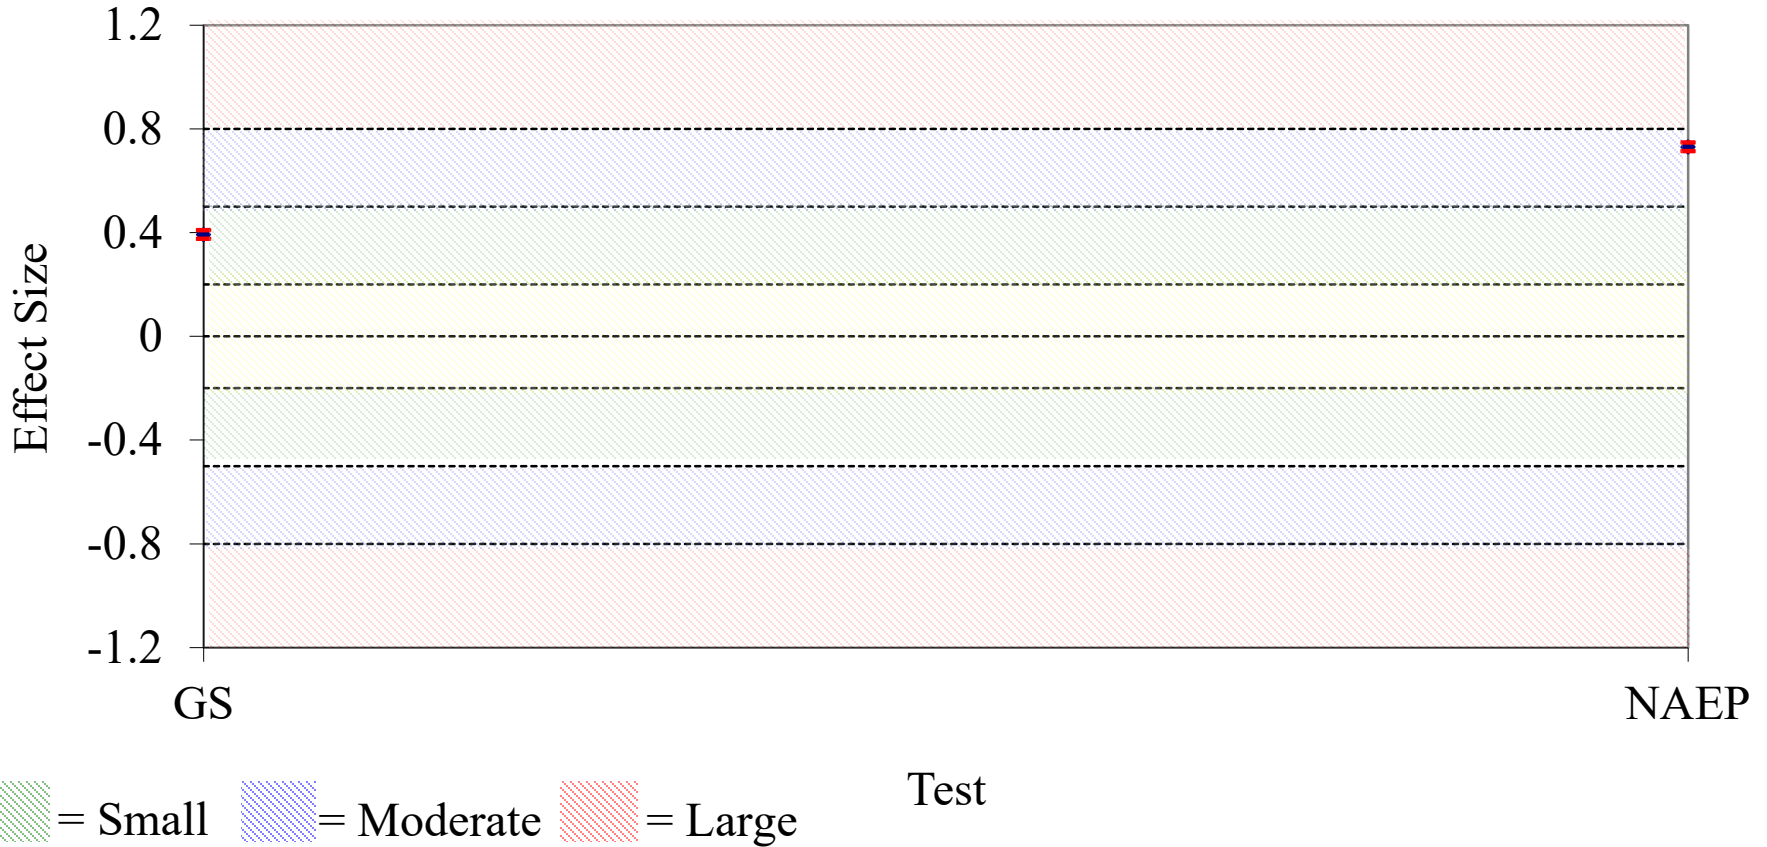 1.2
0.8
0.4
0
-0.4
-0.8
-1.2
Effect Size
GS
NAEP
Test
= Small
= Moderate
= Large